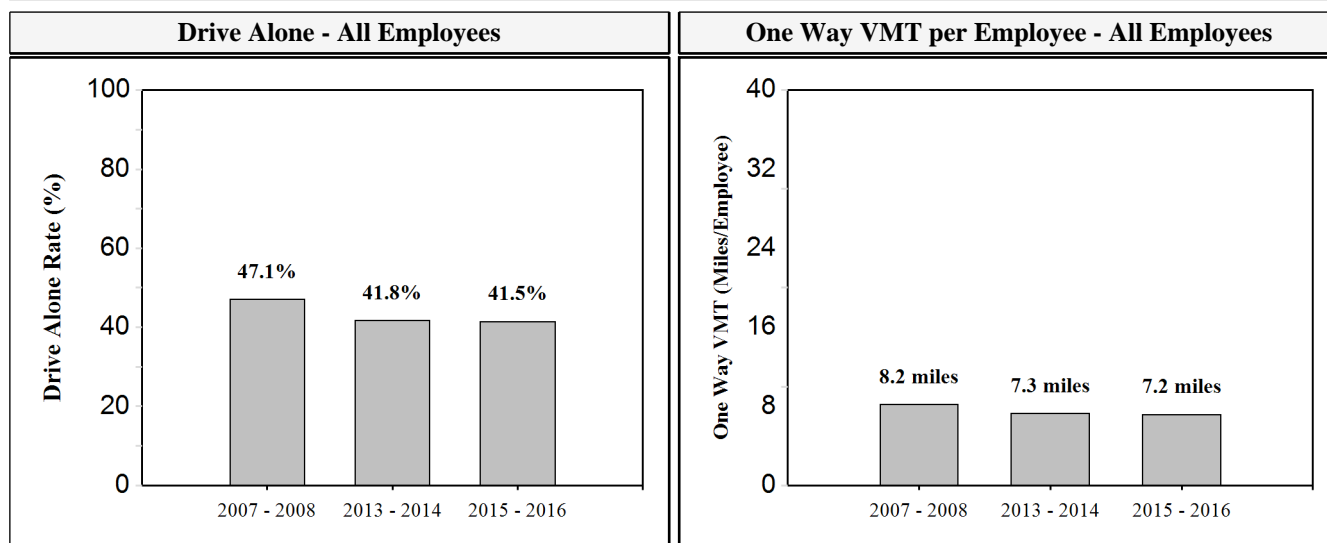 Drive Alone - All Employees
One Way VMT per Employee - All Employees
Drive Alone Rate (%)
100
80
60
40
20
0
47.1%
41.8%
41.5%
2007 - 2008
2013 - 2014
2015 - 2016
One Way VMT (Miles/Employee)
40
32
24
16
8
0
8.2 miles
7.3 miles
7.2 miles
2007 - 2008
2013 - 2014
2015 - 2016